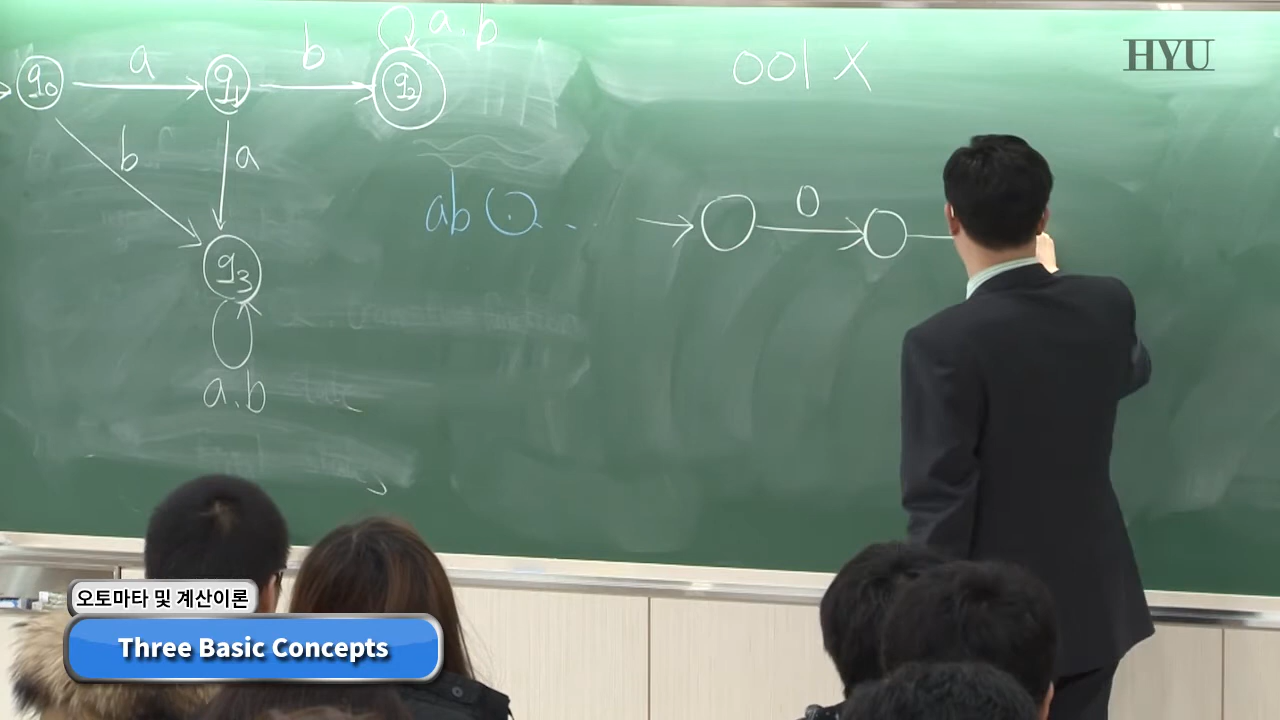 a.b
q0 a q1 b q2
001 X
HYU
b a
ab
0
q3
a.b
오토마타 및 계산이론
Three Basic Concepts